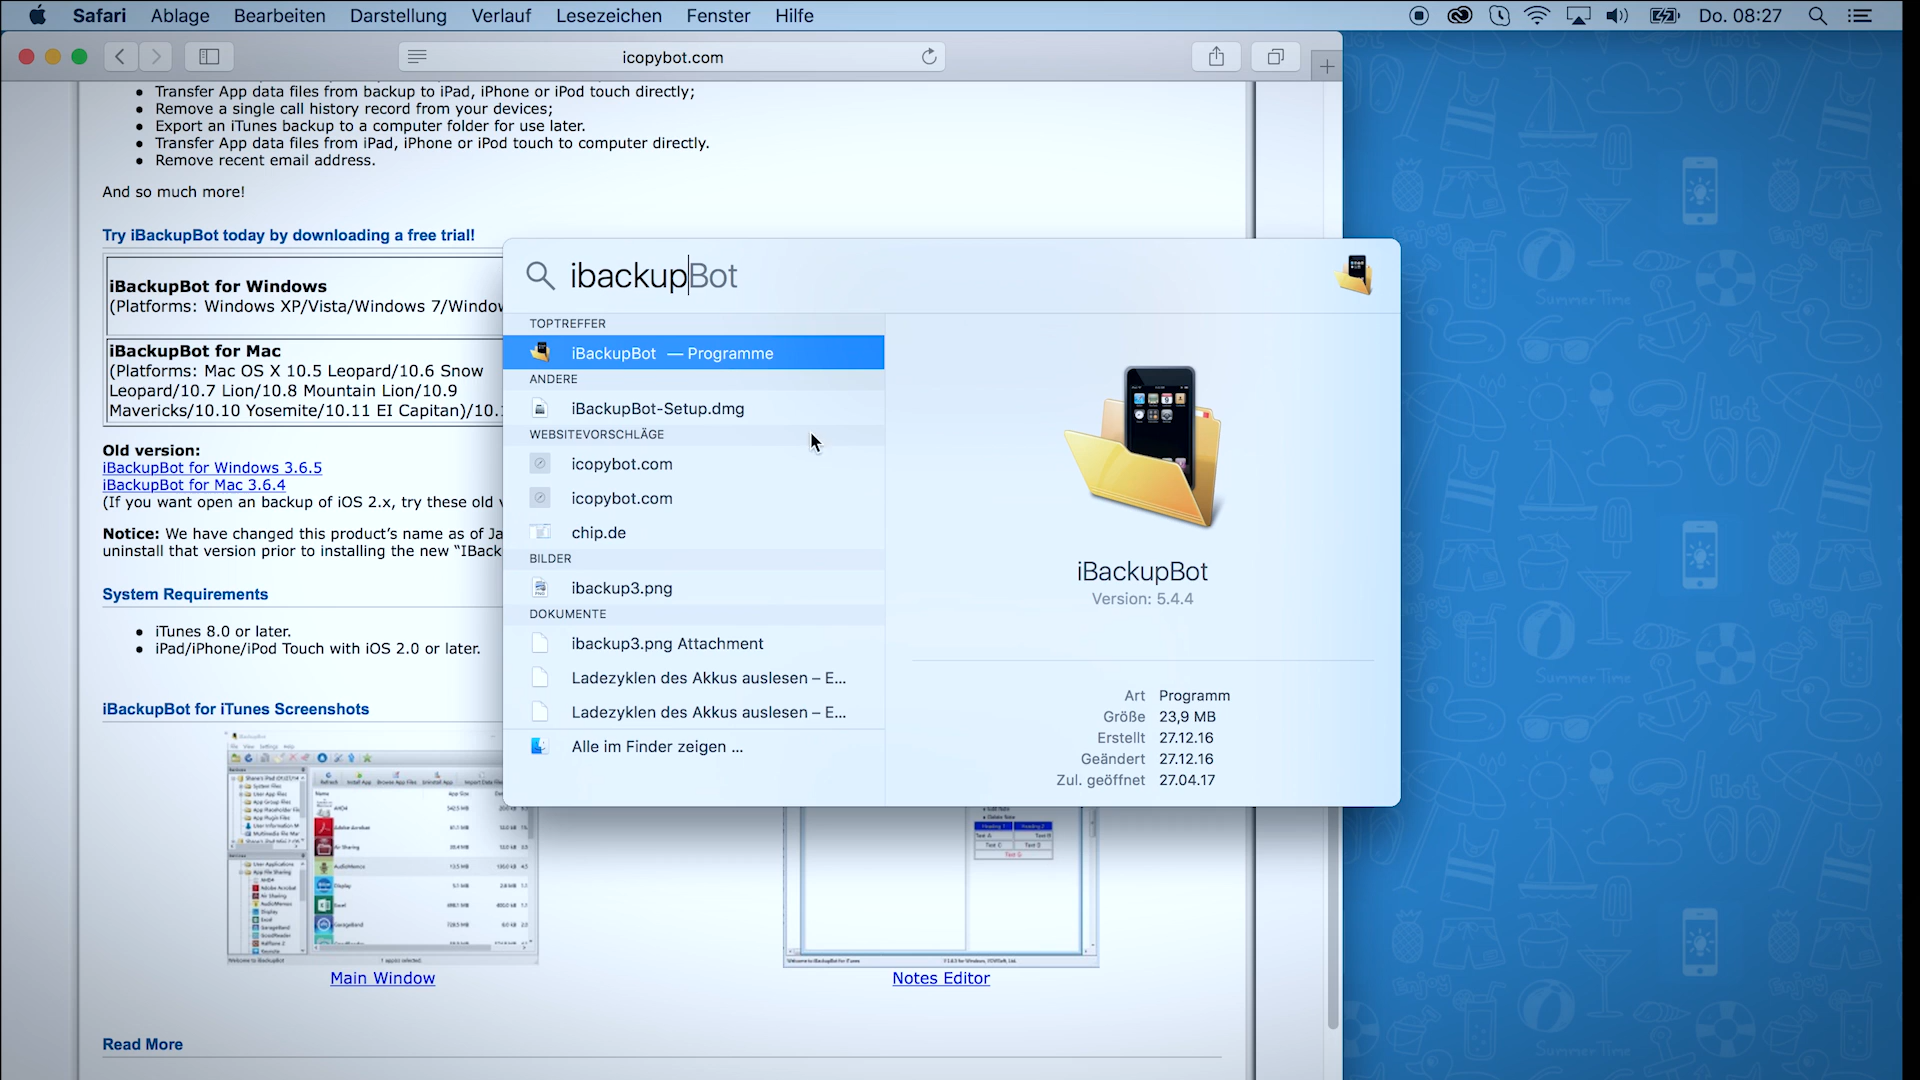 Safari Ablage Bearbeiten Darstellung Verlauf Lesezeichen Fenster Hilfe Do. 08:27
icopybot.com
Transfer App data files from backup to iPad, iPhone or iPod touch directly;
Remove a single call history record from your devices;
Export an iTunes backup to a computer folder for use later.
Transfer App data files from iPad, iPhone or iPod touch to computer directly.
Remove recent email address.
And so much more!
Try iBackupBot today by downloading a free trial!
iBackupBot for Windows
(Platforms: Windows XP/Vista/Windows 7/Windo
iBackupBot for Mac
(Platforms: Mac OS X 10.5 Leopard/10.6 Snow
Leopard/10.7 Lion/10.8 Mountain Lion/10.9
Mavericks/10.10 Yosemite/10.11 EI Capitan)/10.
Old version:
iBackupBot for Windows 3.6.5
iBackupBot for Mac 3.6.4
(If you want open an backup of iOS 2.x, try these old
Notice: We have changed this product's name as of Ja
uninstall that version prior to installing the new "IBack
System Requirements
iTunes 8.0 or later.
iPad/iPhone/iPod Touch with iOS 2.0 or later.
iBackupBot for iTunes Screenshots
Main Window
Notes Editor
Read More
ibackupBot
TOPTREFFER
iBackupBot — Programme
ANDERE
iBackupBot-Setup.dmg
WEBSITEVORSCHLÄGE
icopybot.com
icopybot.com
chip.de
BILDER
ibackup3.png
DOKUMENTE
ibackup3.png Attachment
Ladezyklen des Akkus auslesen – E...
Ladezyklen des Akkus auslesen – E...
Alle im Finder zeigen ...
iBackupBot
Version: 5.4.4
Art Programm
Größe 23,9 MB
Erstellt 27.12.16
Geändert 27.12.16
Zul. geöffnet 27.04.17
Summer Time
Enjoy
Hot
Summer Time
Enjoy
Hot
Summer Time